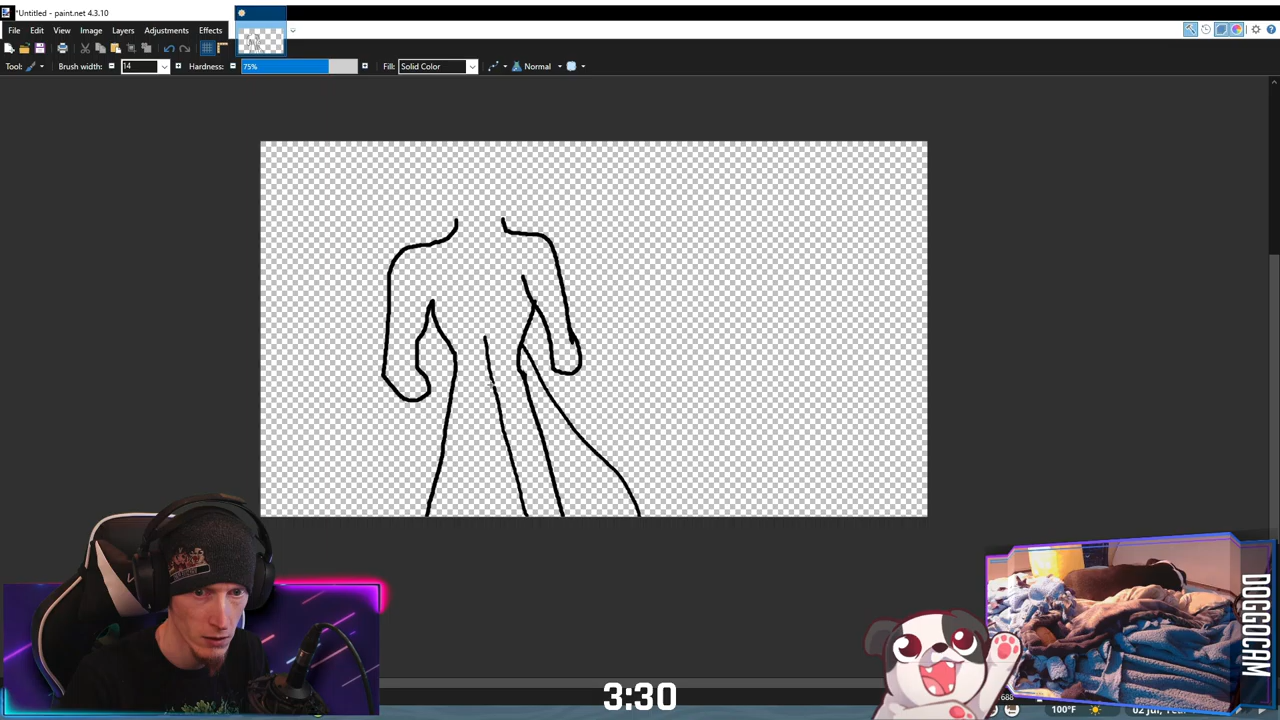 *Untitled - paint.net 4.3.10
File Edit View Image Layers Adjustments Effects
Tool: Brush width: 14 Hardness: 75% Fill: Solid Color Normal
DOGGOCAM
3:30
100°F